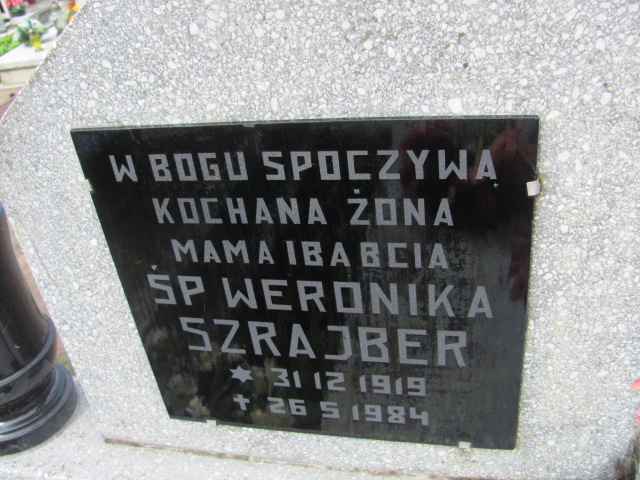 W BOGU SPOCZYWA
KOCHANA ŻONA
MAMA I BABCIA
ŚP WERONIKA
SZRAJBER
* 31 12 1919
† 26 5 1984